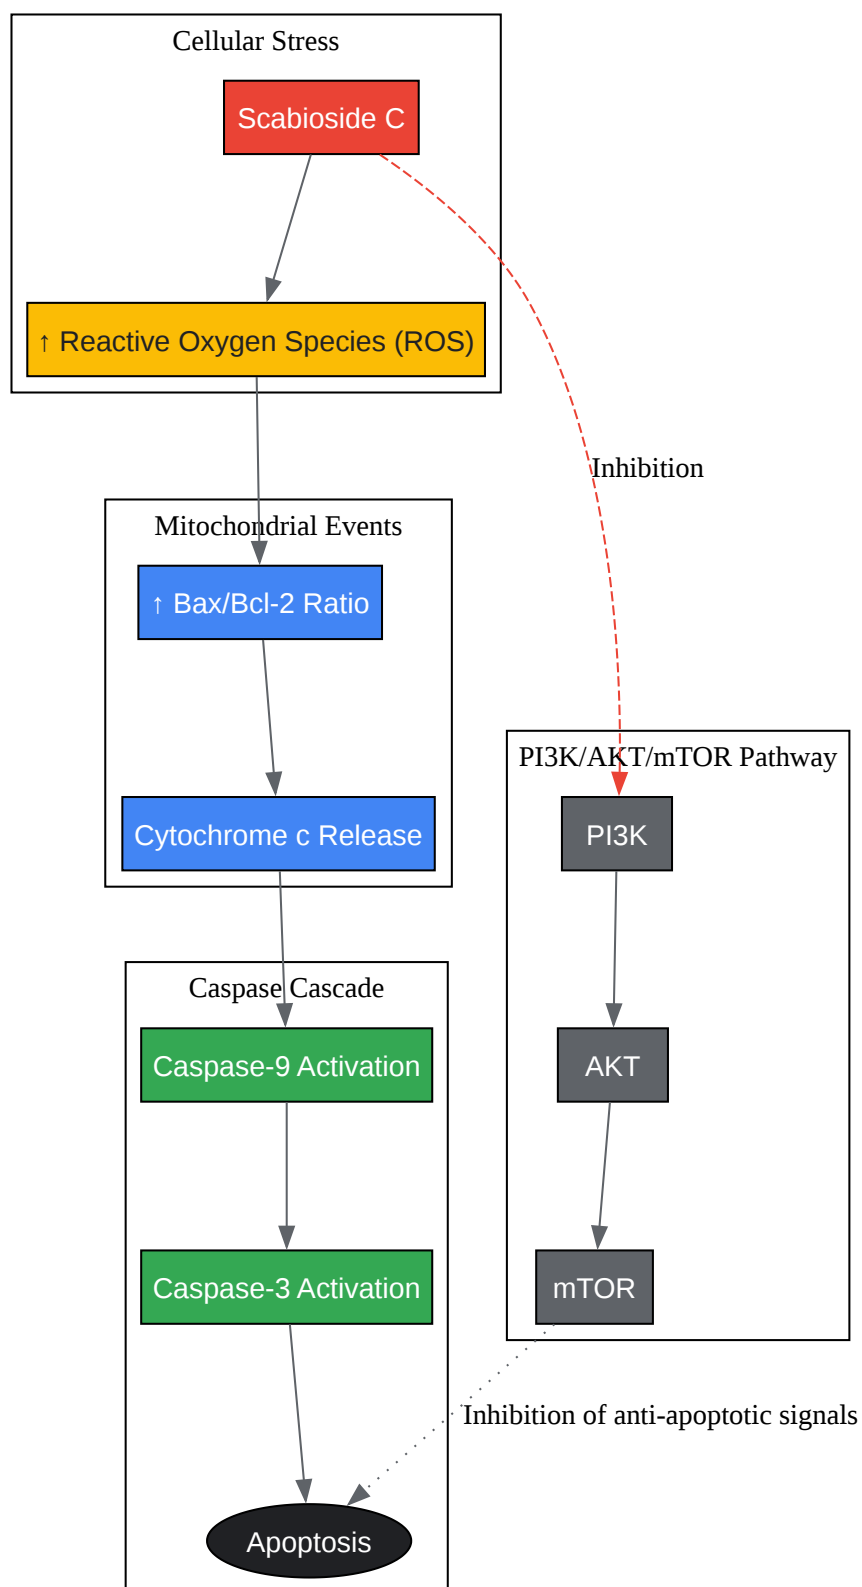 Cellular Stress
Scabioside C
↑ Reactive Oxygen Species (ROS)
Inhibition
Mitochondrial Events
↑ Bax/Bcl-2 Ratio
PI3K/AKT/mTOR Pathway
Cytochrome c Release
PI3K
Caspase Cascade
Caspase-9 Activation
AKT
Caspase-3 Activation
mTOR
Inhibition of anti-apoptotic signals
Apoptosis